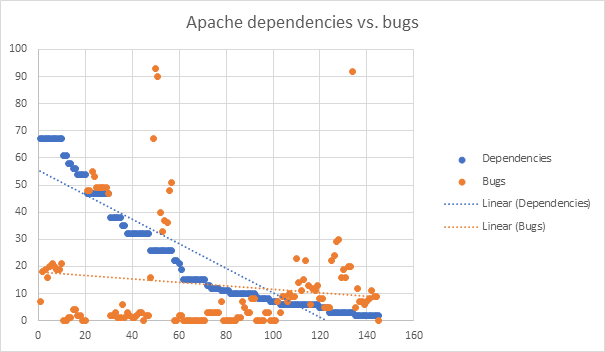 Apache dependencies vs. bugs
100
90
80
70
60
50
40
30
20
10
0
0 20 40 60 80 100 120 140 160
Dependencies
Bugs
Linear (Dependencies)
Linear (Bugs)